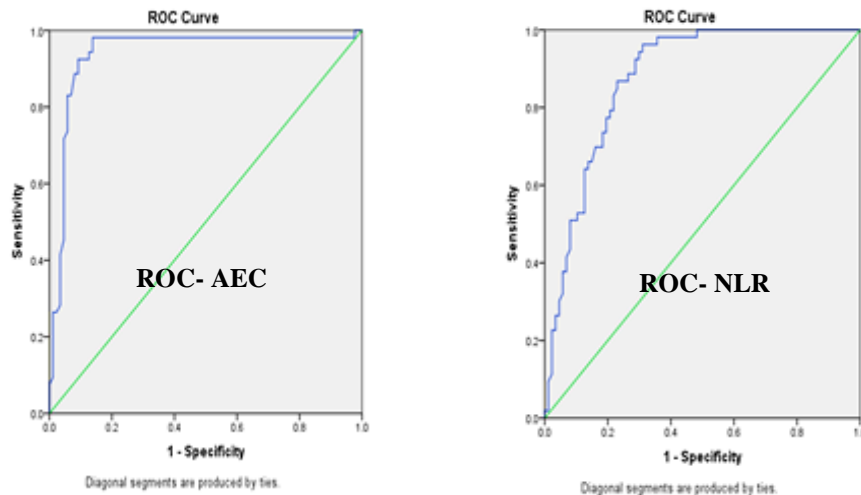 ROC Curve
1.0
0.8
0.6
0.4
0.2
0.0
Sensitivity
ROC- AEC
0.0 0.2 0.4 0.6 0.8 1.0
1 - Specificity
Diagonal segments are produced by ties.
ROC Curve
1.0
0.8
0.6
0.4
0.2
0.0
Sensitivity
ROC- NLR
0.0 0.2 0.4 0.6 0.8 1.0
1 - Specificity
Diagonal segments are produced by ties.